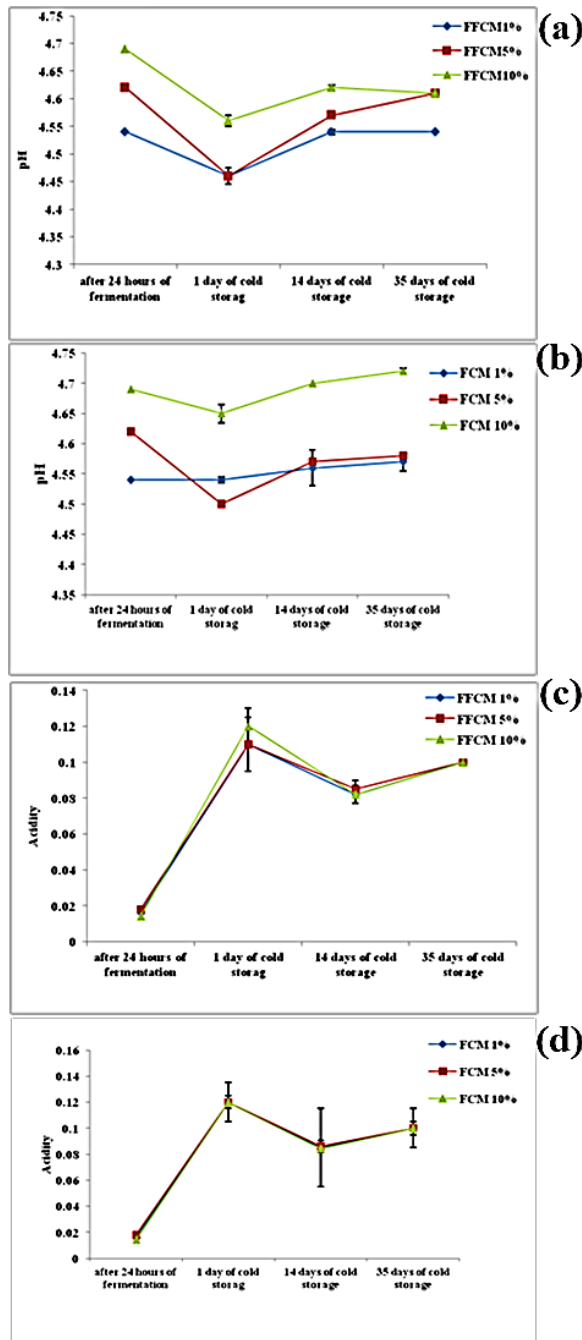 (a)
FFCM1%
FFCM5%
FFCM10%
4.75
4.7
4.65
4.6
4.55
4.5
4.45
4.4
4.35
4.3
pH
after 24 hours of
fermentation
1 day of cold
storag
14 days of cold
storage
35 days of cold
storage
(b)
FCM 1%
FCM 5%
FCM 10%
4.75
4.7
4.65
4.6
4.55
4.5
4.45
4.4
4.35
pH
after 24 hours of
fermentation
1 day of cold
storag
14 days of cold
storage
35 days of cold
storage
(c)
FFCM 1%
FFCM 5%
FFCM 10%
0.14
0.12
0.1
0.08
0.06
0.04
0.02
0
Acidity
after 24 hours of
fermentation
1 day of cold
storag
14 days of cold
storage
35 days of cold
storage
(d)
FCM 1%
FCM 5%
FCM 10%
0.16
0.14
0.12
0.1
0.08
0.06
0.04
0.02
0
Acidity
after 24 hours of
fermentation
1 day of cold
storag
14 days of cold
storage
35 days of cold
storage